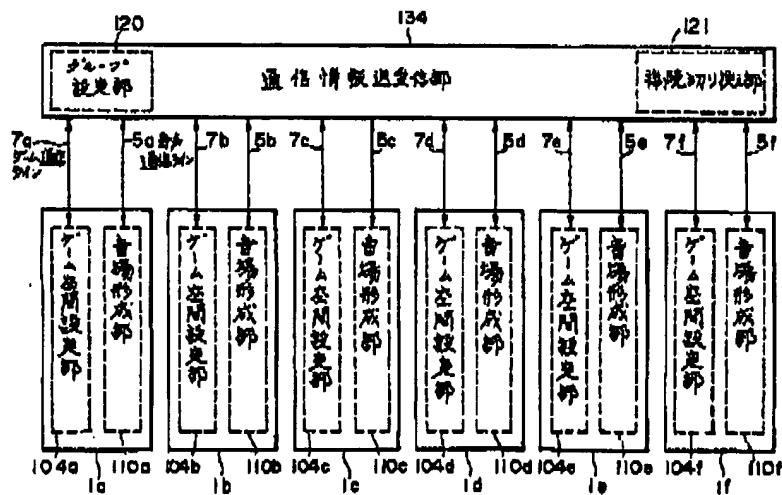 120
134
121
グループ
設定部
通信情報送受信部
接続切り換え部
7a
ゲーム通信
ライン
5a 音声
通信ライン
7b
5b
7c
5c
7d
5d
7e
5e
7f
5f
ゲーム空間設定部
音場形成部
ゲーム空間設定部
音場形成部
ゲーム空間設定部
音場形成部
ゲーム空間設定部
音場形成部
ゲーム空間設定部
音場形成部
ゲーム空間設定部
音場形成部
104a
110a
104b
110b
104c
110c
104d
110d
104e
110e
104f
110f
1a
1b
1c
1d
1e
1f